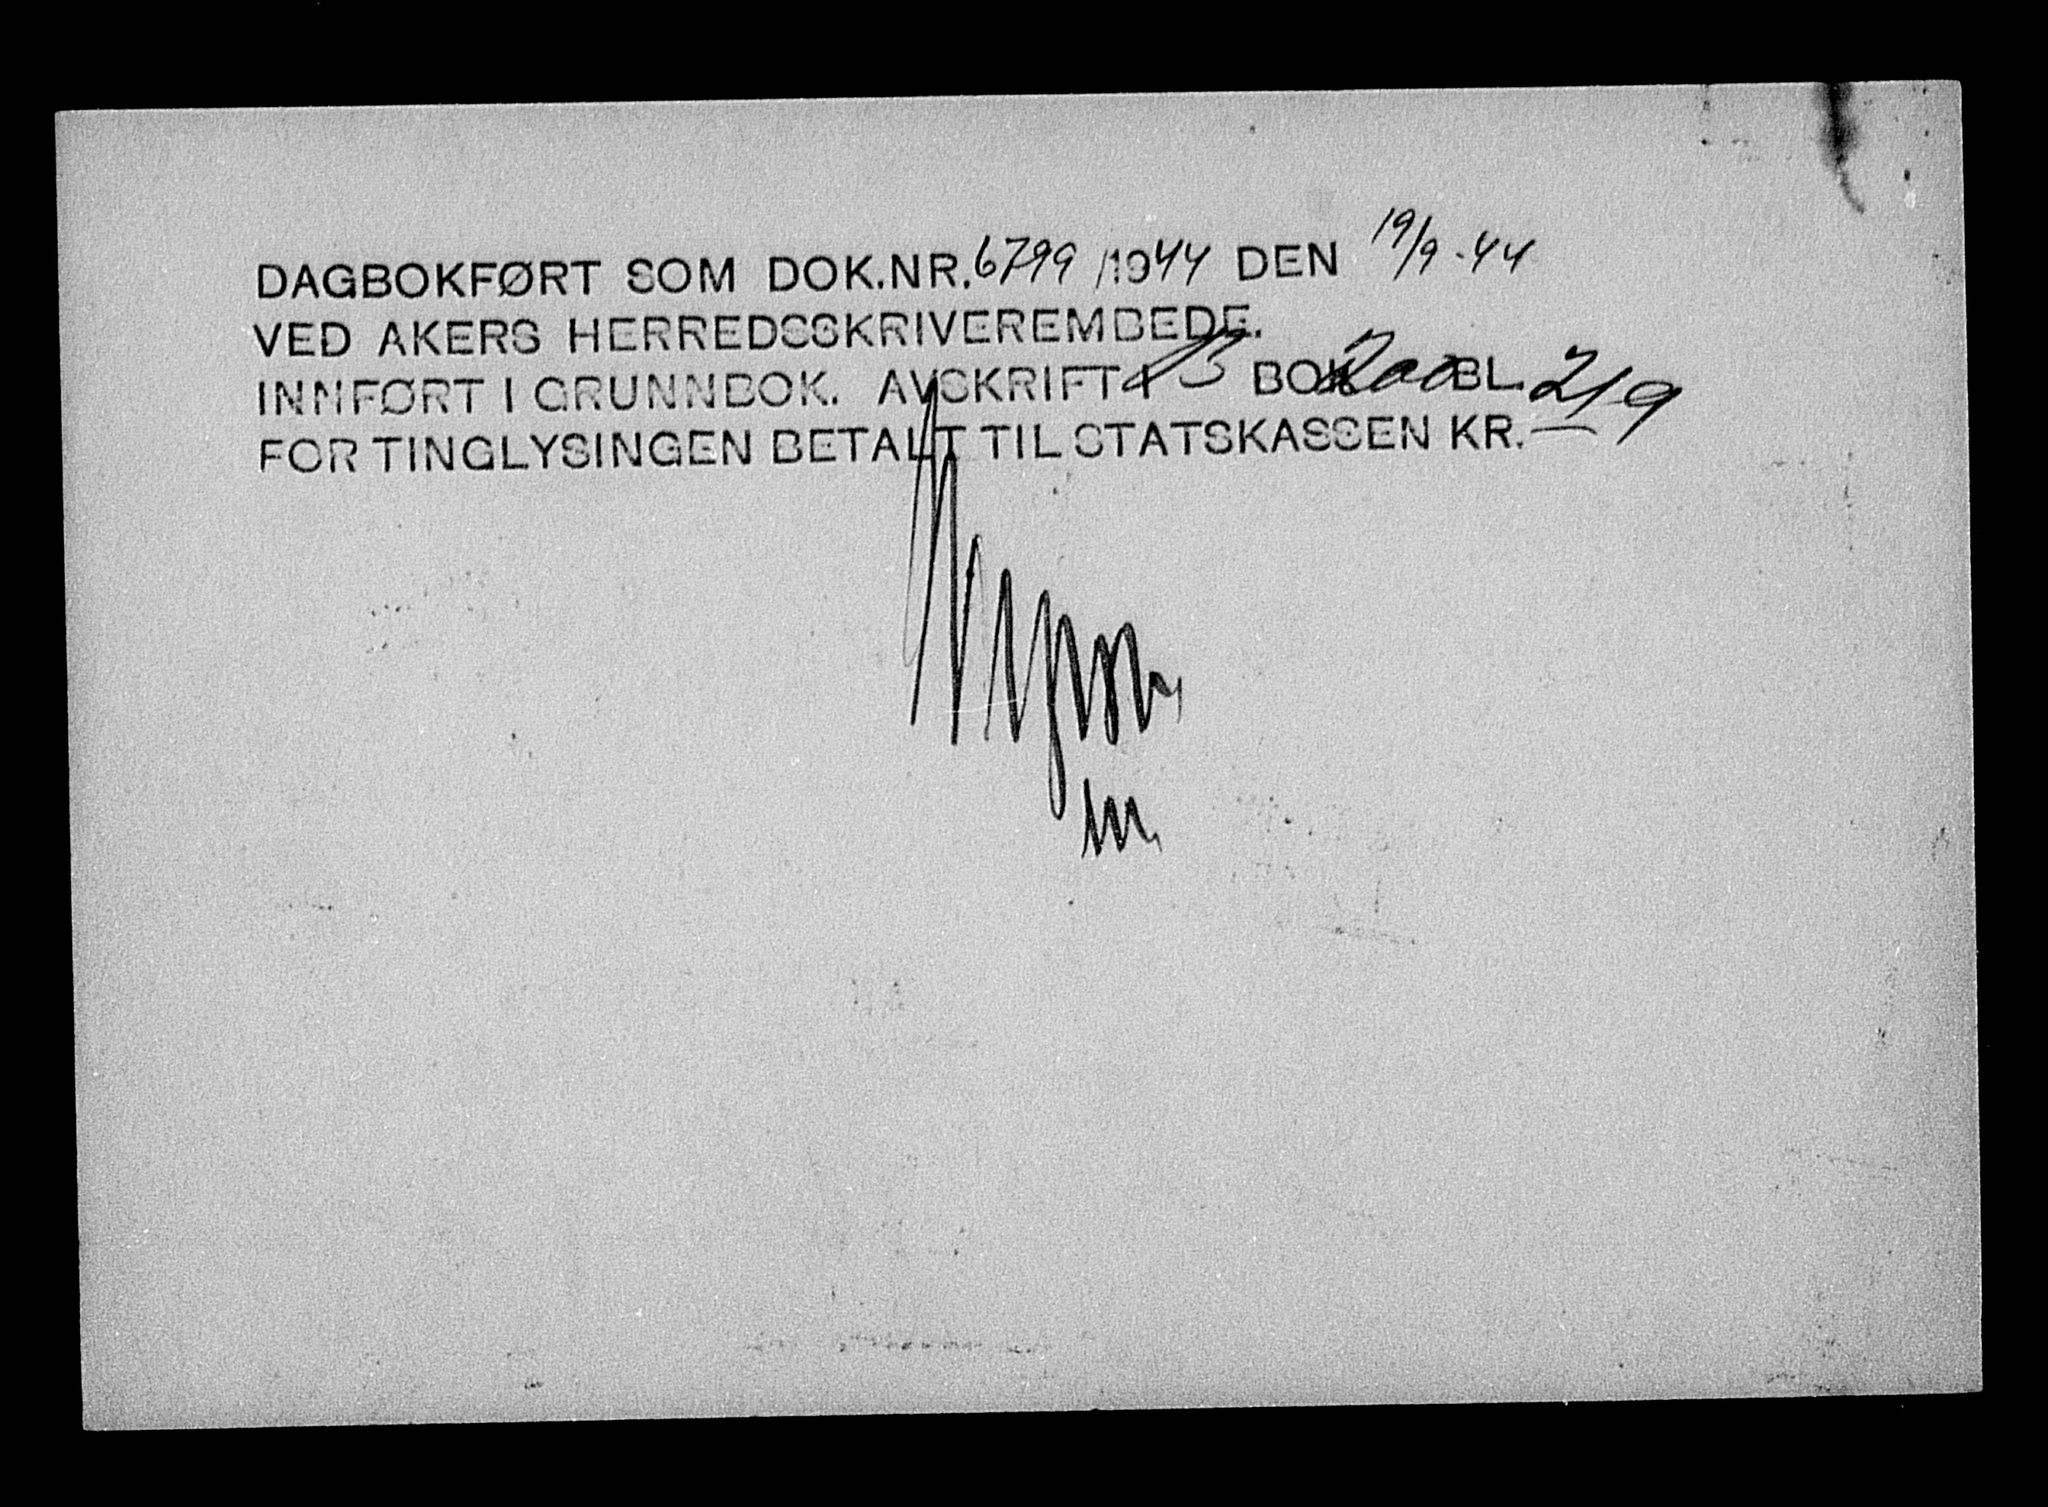 DAGBOKFØRT SOM DOK.NR. 6799 /1944 DEN 19/9-44
VED AKERS HERREDSSKRIVEREMBEDE.
INNFØRT I GRUNNBOK. AVSKRIFT I B BOK 200 BL. 219
FOR TINGLYSINGEN BETALT TIL STATSKASSEN KR. —